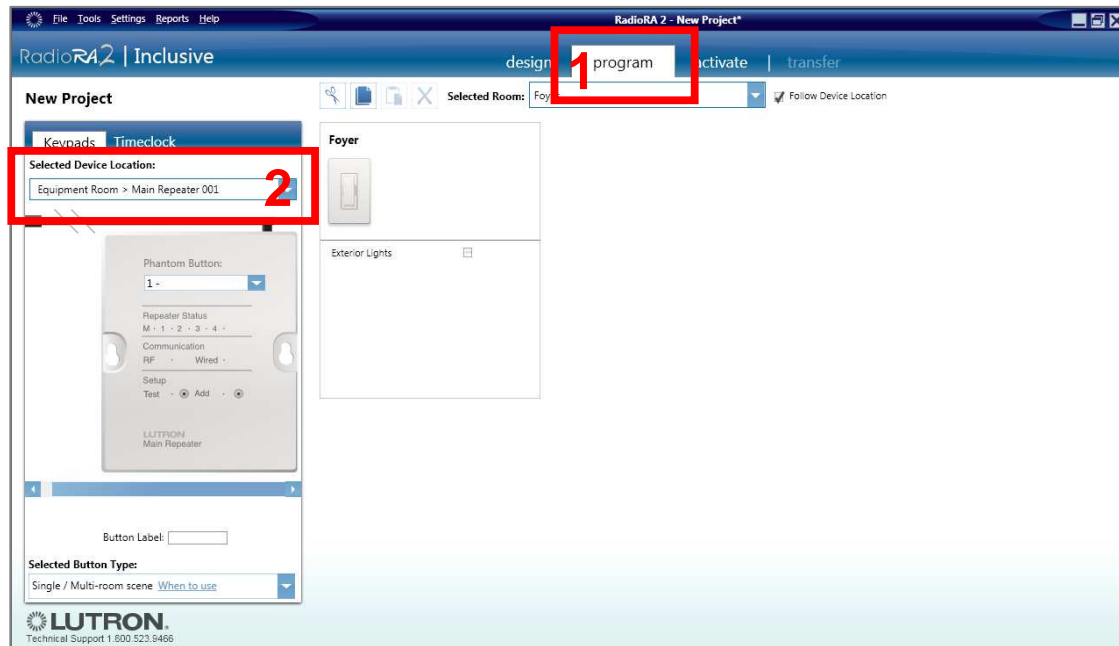 File Tools Settings Reports Help
RadioRA 2 - New Project*
RadioRA2 | Inclusive
design program activate | transfer
1
New Project
Selected Room: Foyer
Follow Device Location
Keypads Timeclock
Selected Device Location:
Equipment Room > Main Repeater 001
2
Phantom Button:
1 -
Repeater Status
M · 1 · 2 · 3 · 4 ·
Communication
RF · Wired ·
Setup
Test · Add ·
LUTRON
Main Repeater
Button Label:
Selected Button Type:
Single / Multi-room scene When to use
Foyer
Exterior Lights
LUTRON.
Technical Support 1.800.523.9466